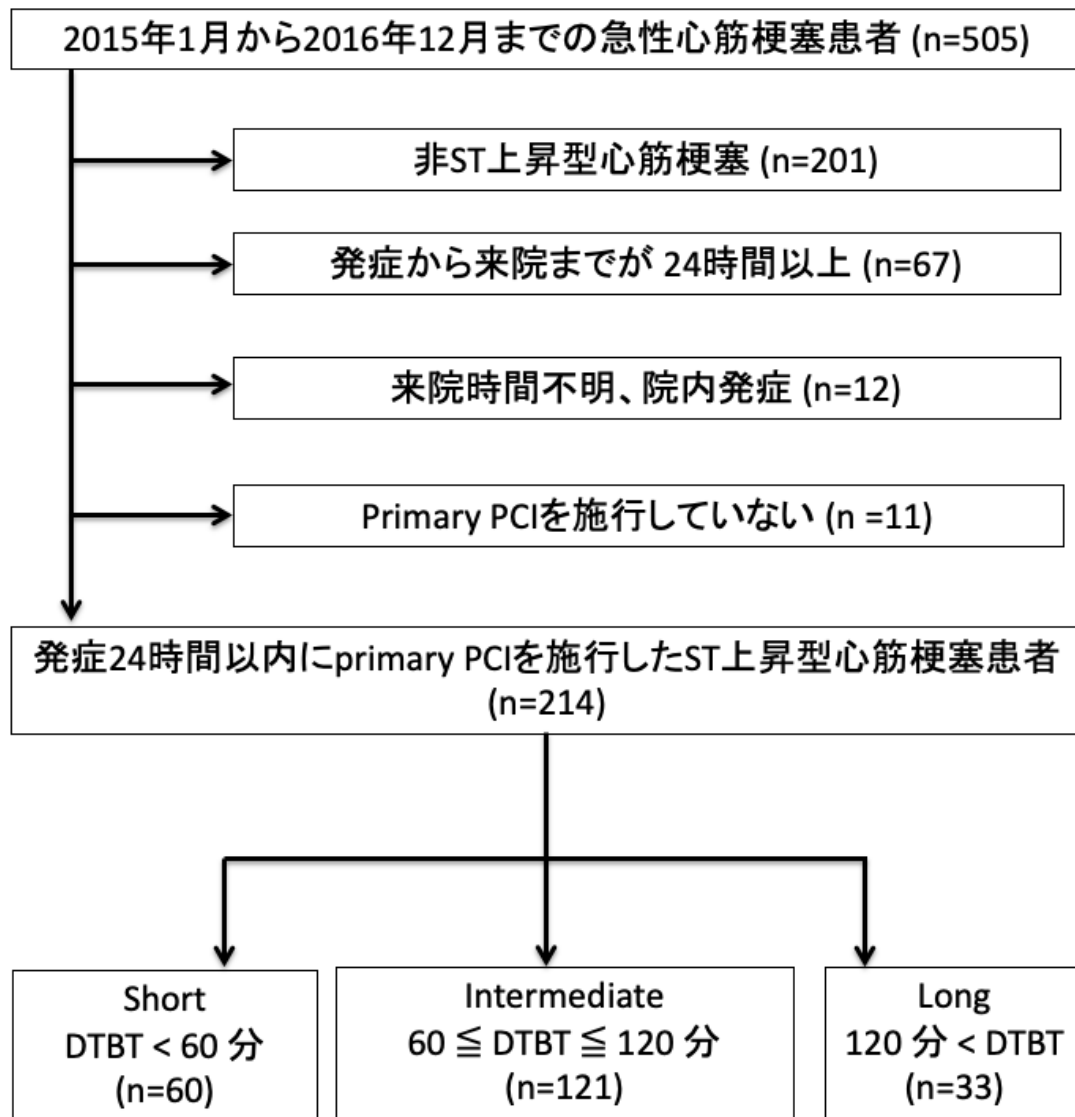 2015年1月から2016年12月までの急性心筋梗塞患者 (n=505)
非ST上昇型心筋梗塞 (n=201)
発症から来院までが 24時間以上 (n=67)
来院時間不明、院内発症 (n=12)
Primary PCIを施行していない (n =11)
発症24時間以内にprimary PCIを施行したST上昇型心筋梗塞患者
(n=214)
Short
DTBT < 60 分
(n=60)
Intermediate
60 ≦ DTBT ≦ 120 分
(n=121)
Long
120 分 < DTBT
(n=33)